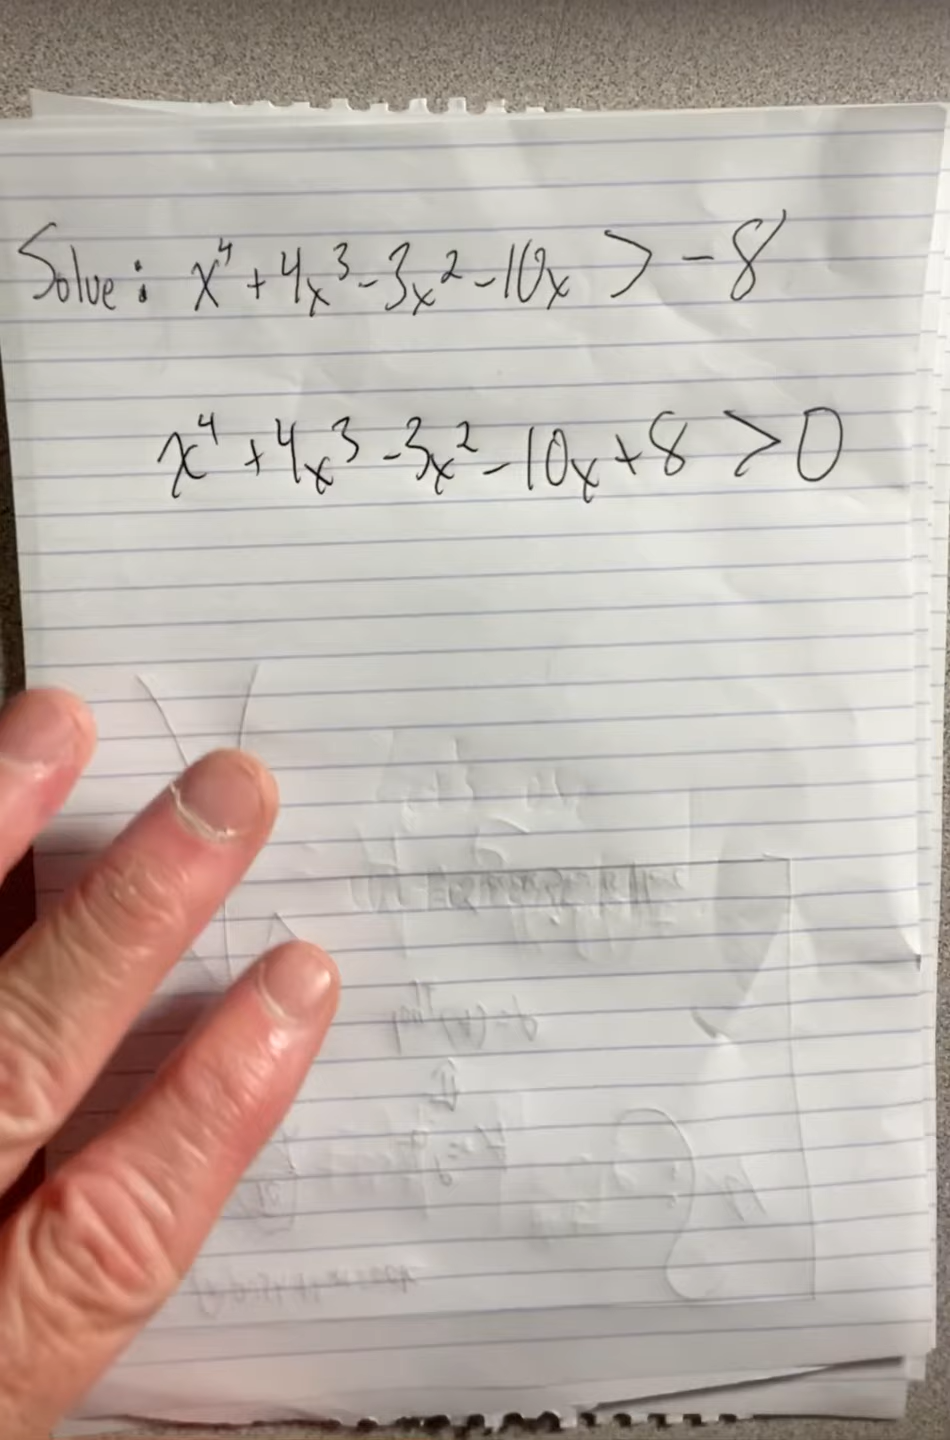 Solve: x⁴ + 4x³ - 3x² - 10x > -8
x⁴ + 4x³ - 3x² - 10x + 8 > 0